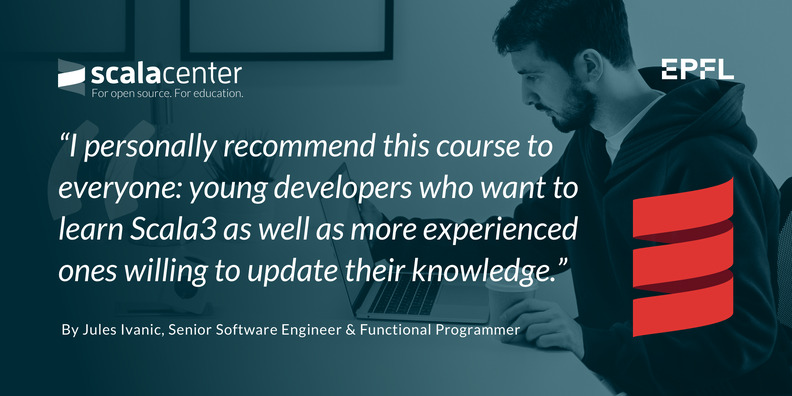 scalacenter
For open source. For education.
EPFL
“I personally recommend this course to
everyone: young developers who want to
learn Scala3 as well as more experienced
ones willing to update their knowledge.”
By Jules Ivanic, Senior Software Engineer & Functional Programmer